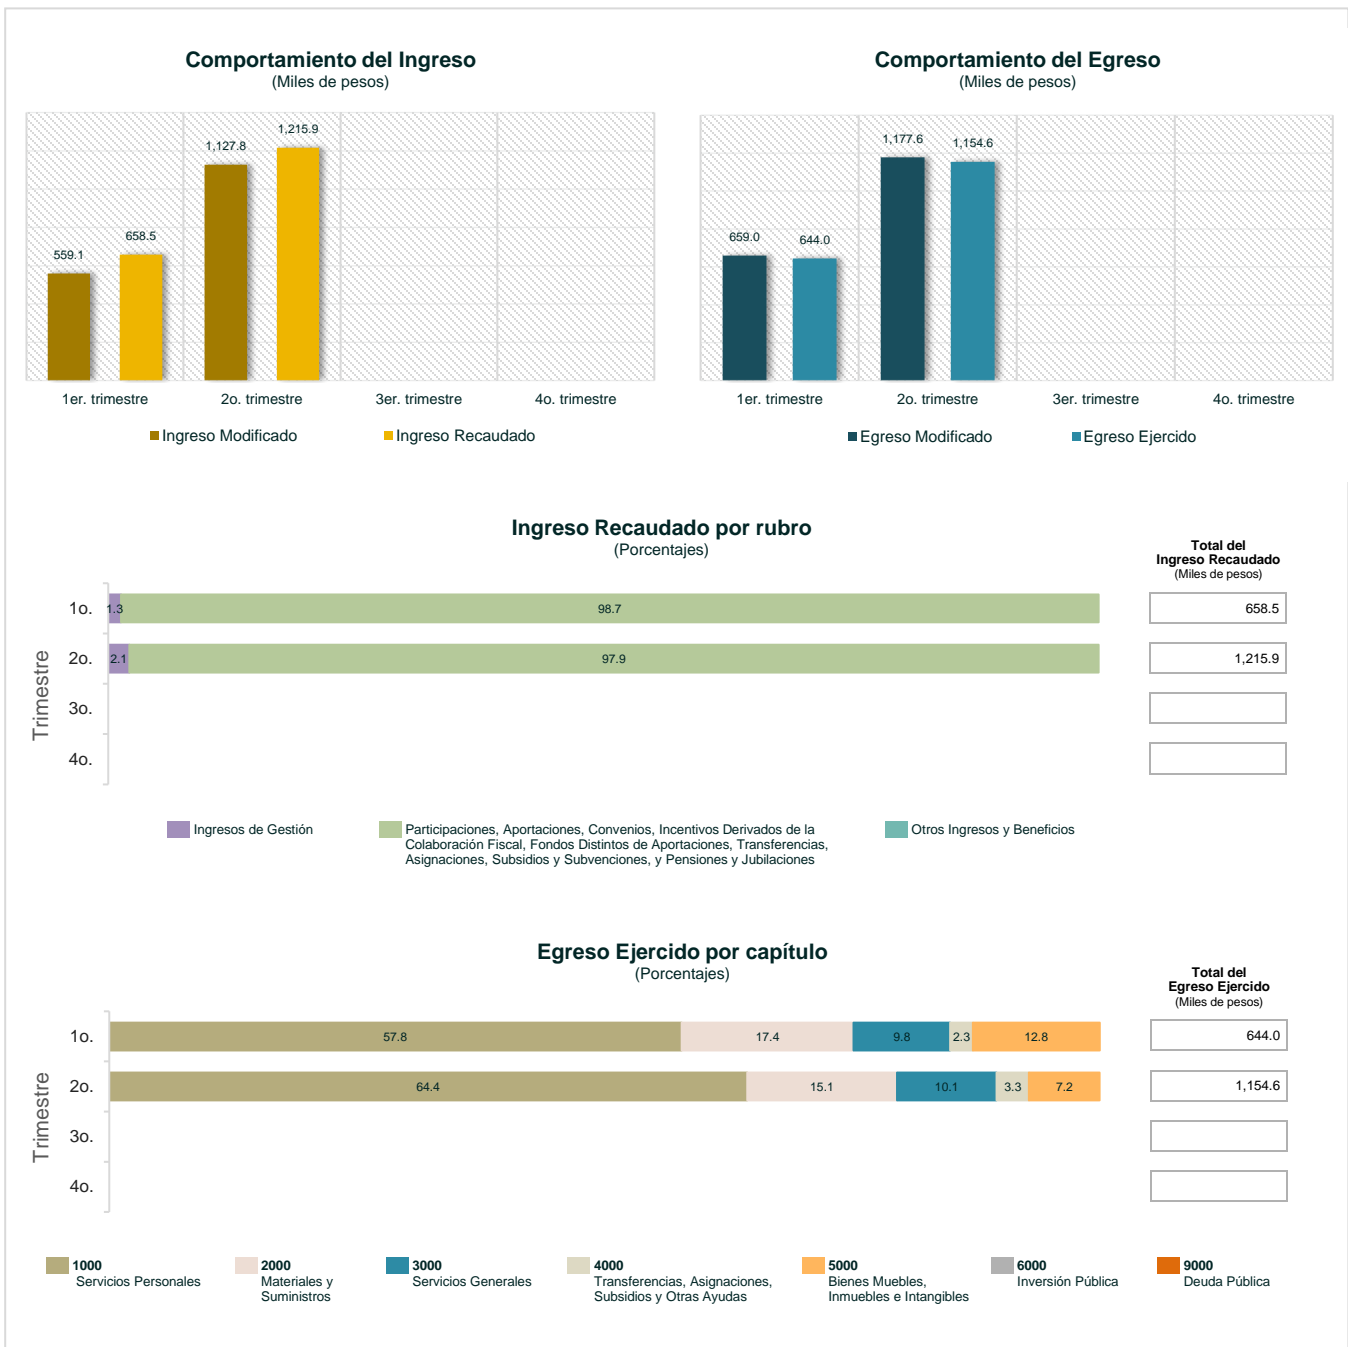 Comportamiento del Ingreso
(Miles de pesos)
1,215.9
1,127.8
658.5
559.1
1er. trimestre
2o. trimestre
3er. trimestre
4o. trimestre
Ingreso Modificado
Ingreso Recaudado
Comportamiento del Egreso
(Miles de pesos)
1,177.6
1,154.6
659.0
644.0
1er. trimestre
2o. trimestre
3er. trimestre
4o. trimestre
Egreso Modificado
Egreso Ejercido
Ingreso Recaudado por rubro
(Porcentajes)
Total del
Ingreso Recaudado
(Miles de pesos)
Trimestre
1o.
1.3
98.7
658.5
2o.
2.1
97.9
1,215.9
3o.
4o.
Ingresos de Gestión
Participaciones, Aportaciones, Convenios, Incentivos Derivados de la
Colaboración Fiscal, Fondos Distintos de Aportaciones, Transferencias,
Asignaciones, Subsidios y Subvenciones, y Pensiones y Jubilaciones
Otros Ingresos y Beneficios
Egreso Ejercido por capítulo
(Porcentajes)
Total del
Egreso Ejercido
(Miles de pesos)
Trimestre
1o.
57.8
17.4
9.8
2.3
12.8
644.0
2o.
64.4
15.1
10.1
3.3
7.2
1,154.6
3o.
4o.
1000
Servicios Personales
2000
Materiales y
Suministros
3000
Servicios Generales
4000
Transferencias, Asignaciones,
Subsidios y Otras Ayudas
5000
Bienes Muebles,
Inmuebles e Intangibles
6000
Inversión Pública
9000
Deuda Pública